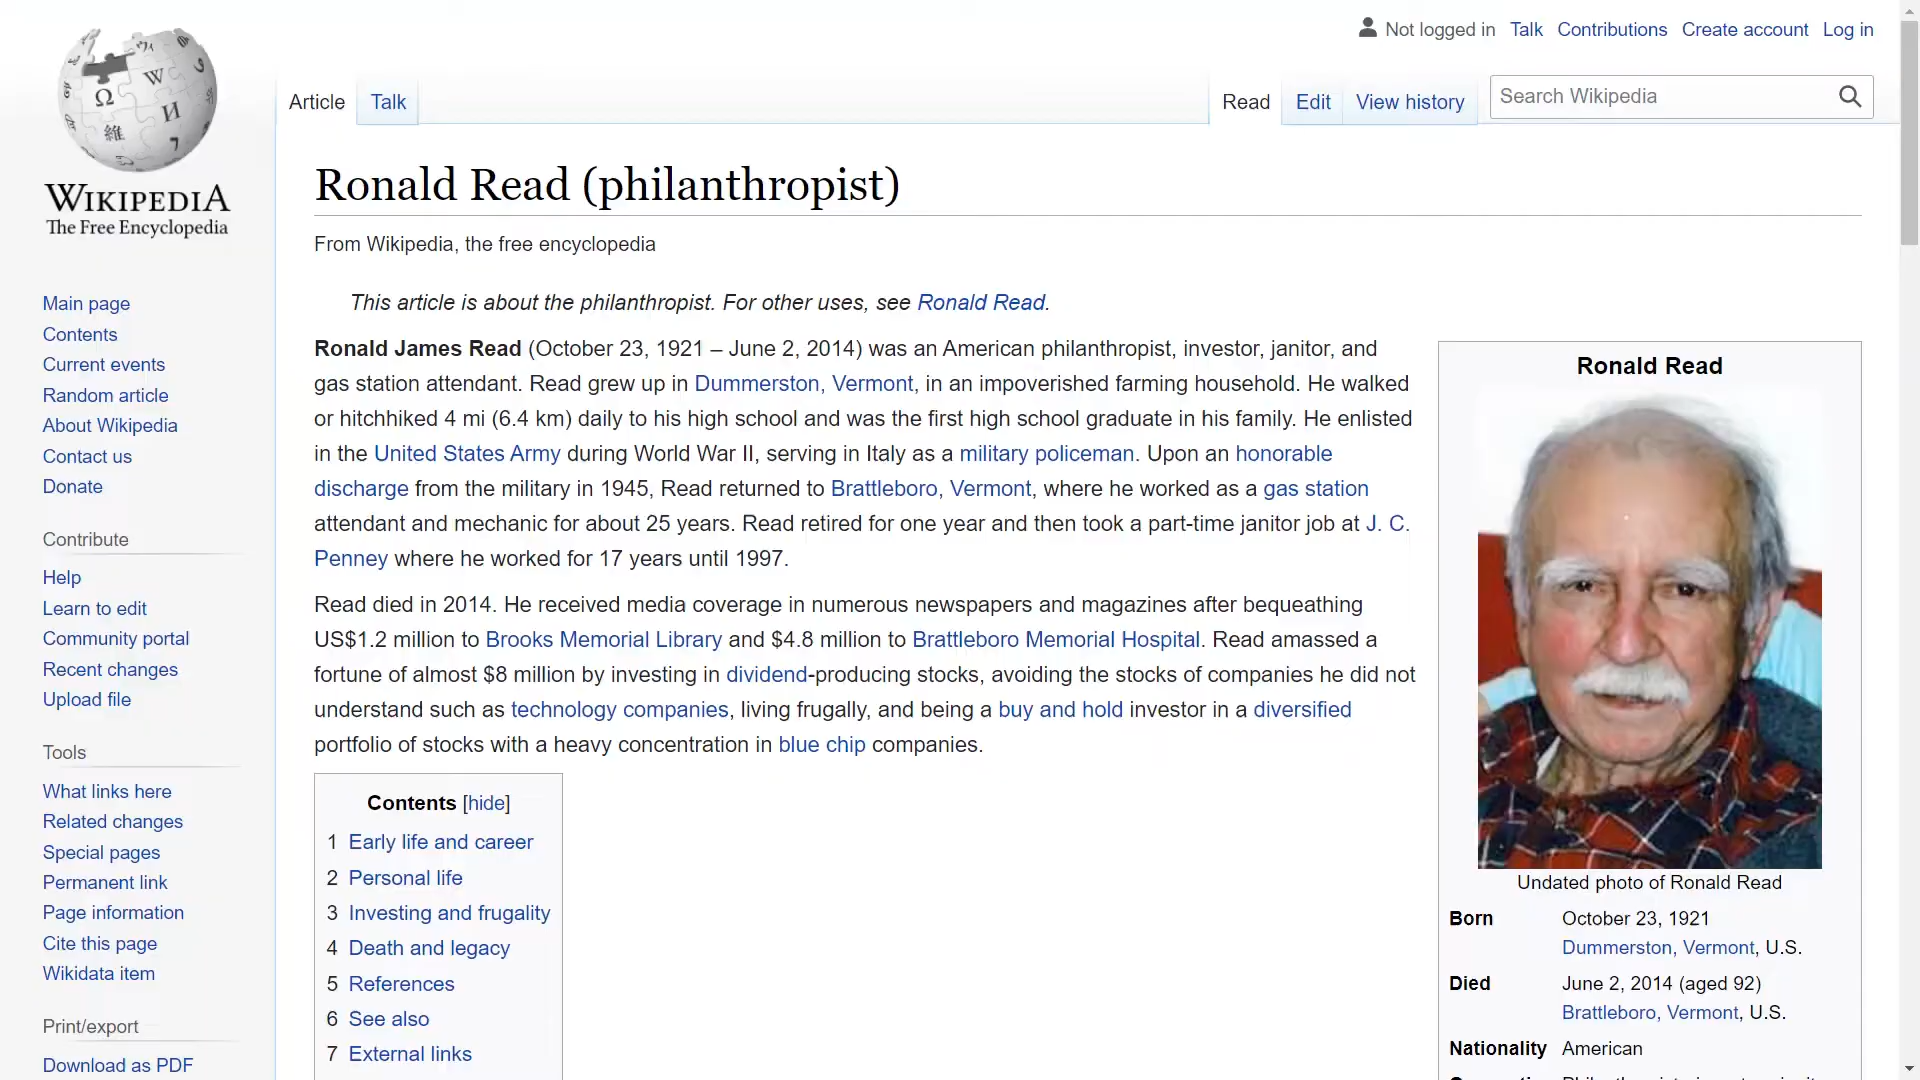 Not logged in Talk Contributions Create account Log in
Article Talk Read Edit View history Search Wikipedia
WIKIPEDIA
The Free Encyclopedia
Main page
Contents
Current events
Random article
About Wikipedia
Contact us
Donate
Contribute
Help
Learn to edit
Community portal
Recent changes
Upload file
Tools
What links here
Related changes
Special pages
Permanent link
Page information
Cite this page
Wikidata item
Print/export
Download as PDF
Ronald Read (philanthropist)
From Wikipedia, the free encyclopedia
This article is about the philanthropist. For other uses, see Ronald Read.
Ronald James Read (October 23, 1921 – June 2, 2014) was an American philanthropist, investor, janitor, and
gas station attendant. Read grew up in Dummerston, Vermont, in an impoverished farming household. He walked
or hitchhiked 4 mi (6.4 km) daily to his high school and was the first high school graduate in his family. He enlisted
in the United States Army during World War II, serving in Italy as a military policeman. Upon an honorable
discharge from the military in 1945, Read returned to Brattleboro, Vermont, where he worked as a gas station
attendant and mechanic for about 25 years. Read retired for one year and then took a part-time janitor job at J. C.
Penney where he worked for 17 years until 1997.
Read died in 2014. He received media coverage in numerous newspapers and magazines after bequeathing
US$1.2 million to Brooks Memorial Library and $4.8 million to Brattleboro Memorial Hospital. Read amassed a
fortune of almost $8 million by investing in dividend-producing stocks, avoiding the stocks of companies he did not
understand such as technology companies, living frugally, and being a buy and hold investor in a diversified
portfolio of stocks with a heavy concentration in blue chip companies.
Contents [hide]
1 Early life and career
2 Personal life
3 Investing and frugality
4 Death and legacy
5 References
6 See also
7 External links
Ronald Read
Undated photo of Ronald Read
Born October 23, 1921
Dummerston, Vermont, U.S.
Died June 2, 2014 (aged 92)
Brattleboro, Vermont, U.S.
Nationality American